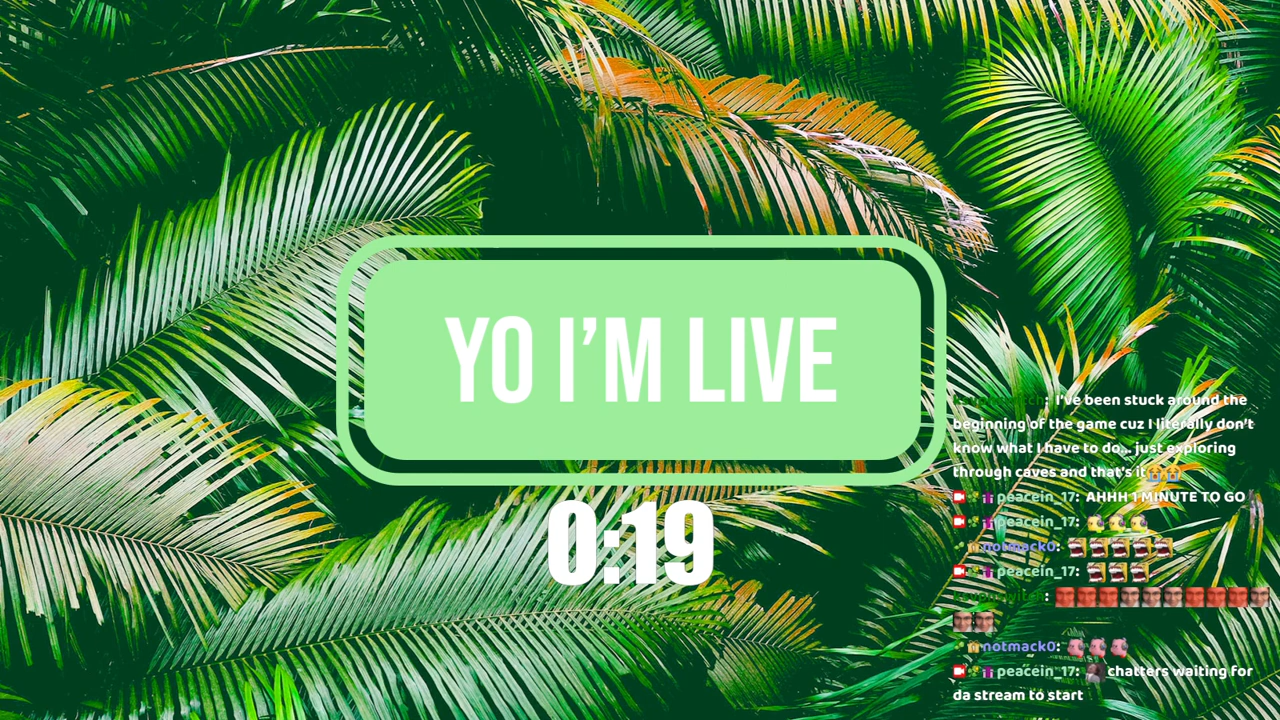 YO I'M LIVE
0:19
: I've been stuck around the
beginning of the game cuz I literally don't
know what I have to do... just exploring
through caves and that's it
peacein_17: AHHH 1 MINUTE TO GO
peacein_17:
notmack0:
peacein_17:
:
notmack0:
peacein_17: chatters waiting for
da stream to start